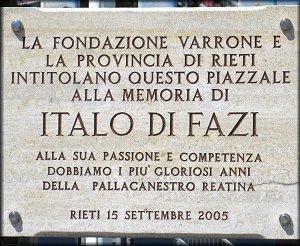 LA FONDAZIONE VARRONE E
LA PROVINCIA DI RIETI
INTITOLANO QUESTO PIAZZALE
ALLA MEMORIA DI
ITALO DI FAZI
ALLA SUA PASSIONE E COMPETENZA
DOBBIAMO I PIU' GLORIOSI ANNI
DELLA PALLACANESTRO REATINA
RIETI 15 SETTEMBRE 2005